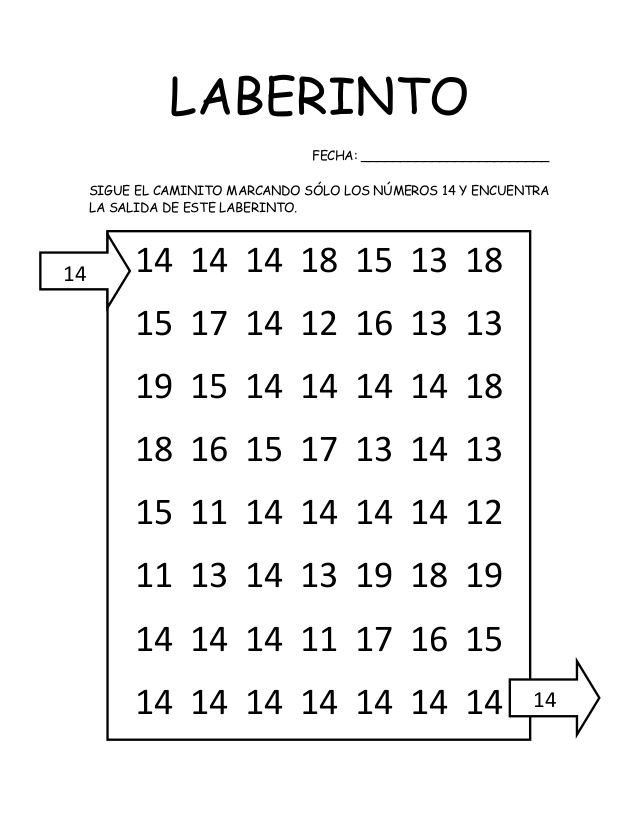 LABERINTO
FECHA: ___________________________
SIGUE EL CAMINITO MARCANDO SÓLO LOS NÚMEROS 14 Y ENCUENTRA
LA SALIDA DE ESTE LABERINTO.
14
14 14 14 18 15 13 18
15 17 14 12 16 13 13
19 15 14 14 14 14 18
18 16 15 17 13 14 13
15 11 14 14 14 14 12
11 13 14 13 19 18 19
14 14 14 11 17 16 15
14 14 14 14 14 14 14
14